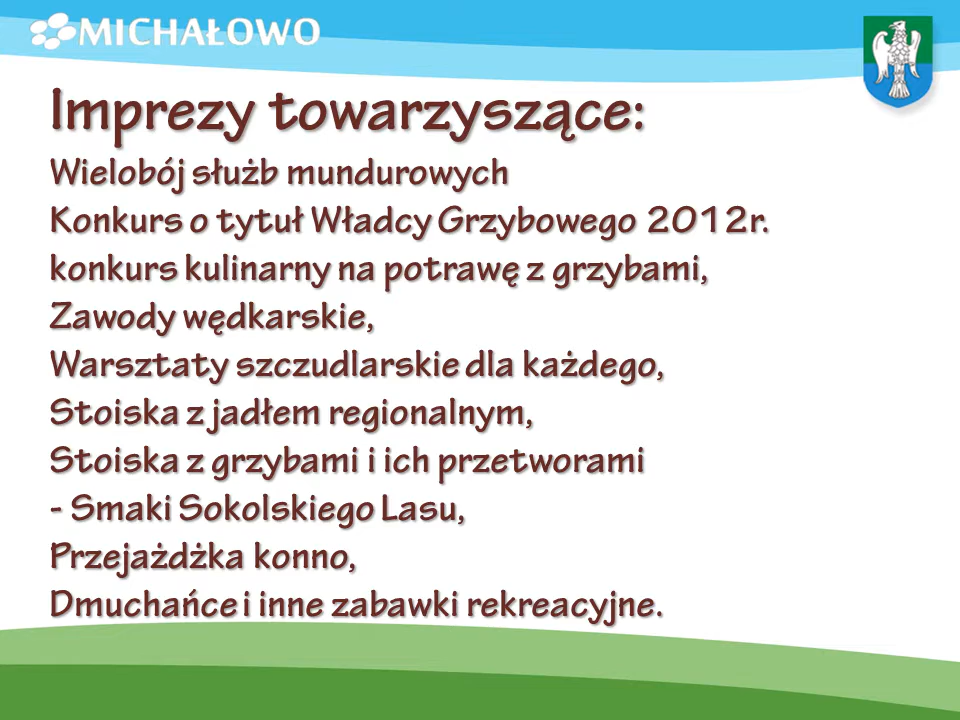 MICHAŁOWO
Imprezy towarzyszące:
Wielobój służb mundurowych
Konkurs o tytuł Władcy Grzybowego 2012r.
konkurs kulinarny na potrawę z grzybami,
Zawody wędkarskie,
Warsztaty szczudlarskie dla każdego,
Stoiska z jadłem regionalnym,
Stoiska z grzybami i ich przetworami
- Smaki Sokolskiego Lasu,
Przejażdżka konno,
Dmuchańce i inne zabawki rekreacyjne.